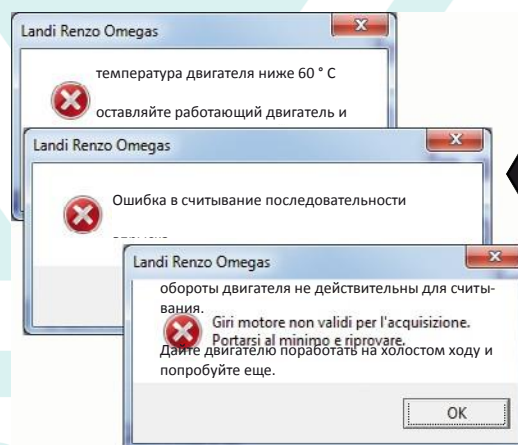 Landi Renzo Omegas
температура двигателя ниже 60 ° C
оставляйте работающий двигатель и
Landi Renzo Omegas
Ошибка в считывание последовательности
Landi Renzo Omegas
обороты двигателя не действительны для считы-
вания.
Giri motore non validi per l'acquisizione.
Portarsi al minimo e riprovare.
Дайте двигателю поработать на холостом ходу и
попробуйте еще.
OK